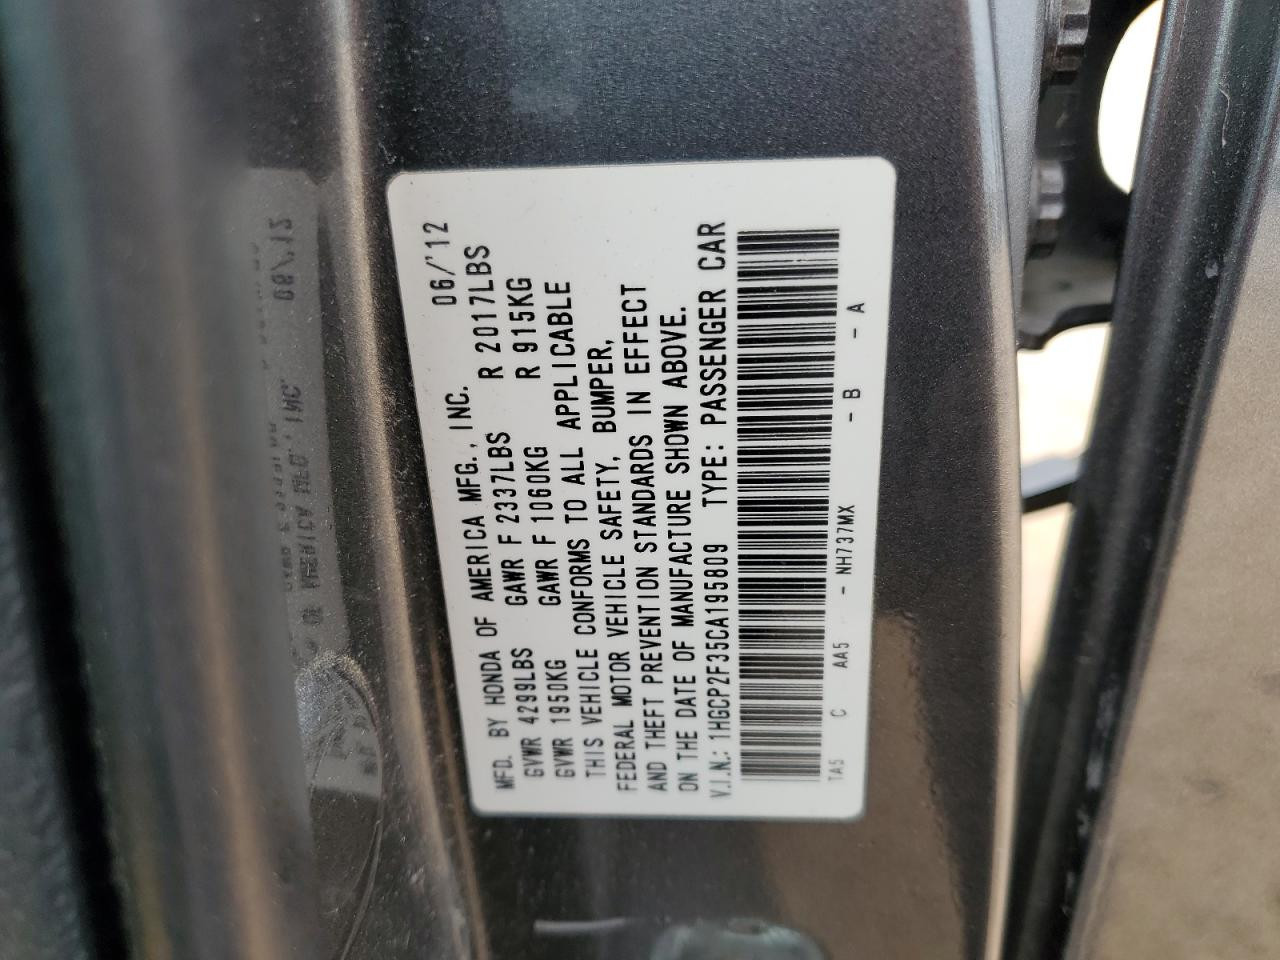 MFD. BY HONDA OF AMERICA MFG., INC. 06/'12
GVWR 4299LBS GAWR F 2337LBS R 2017LBS
GVWR 1950KG GAWR F 1060KG R 915KG
THIS VEHICLE CONFORMS TO ALL APPLICABLE
FEDERAL MOTOR VEHICLE SAFETY, BUMPER,
AND THEFT PREVENTION STANDARDS IN EFFECT
ON THE DATE OF MANUFACTURE SHOWN ABOVE.
V.I.N.: 1HGCP2F35CA195809 TYPE: PASSENGER CAR
TA5 C AA5 - NH737MX - B - A